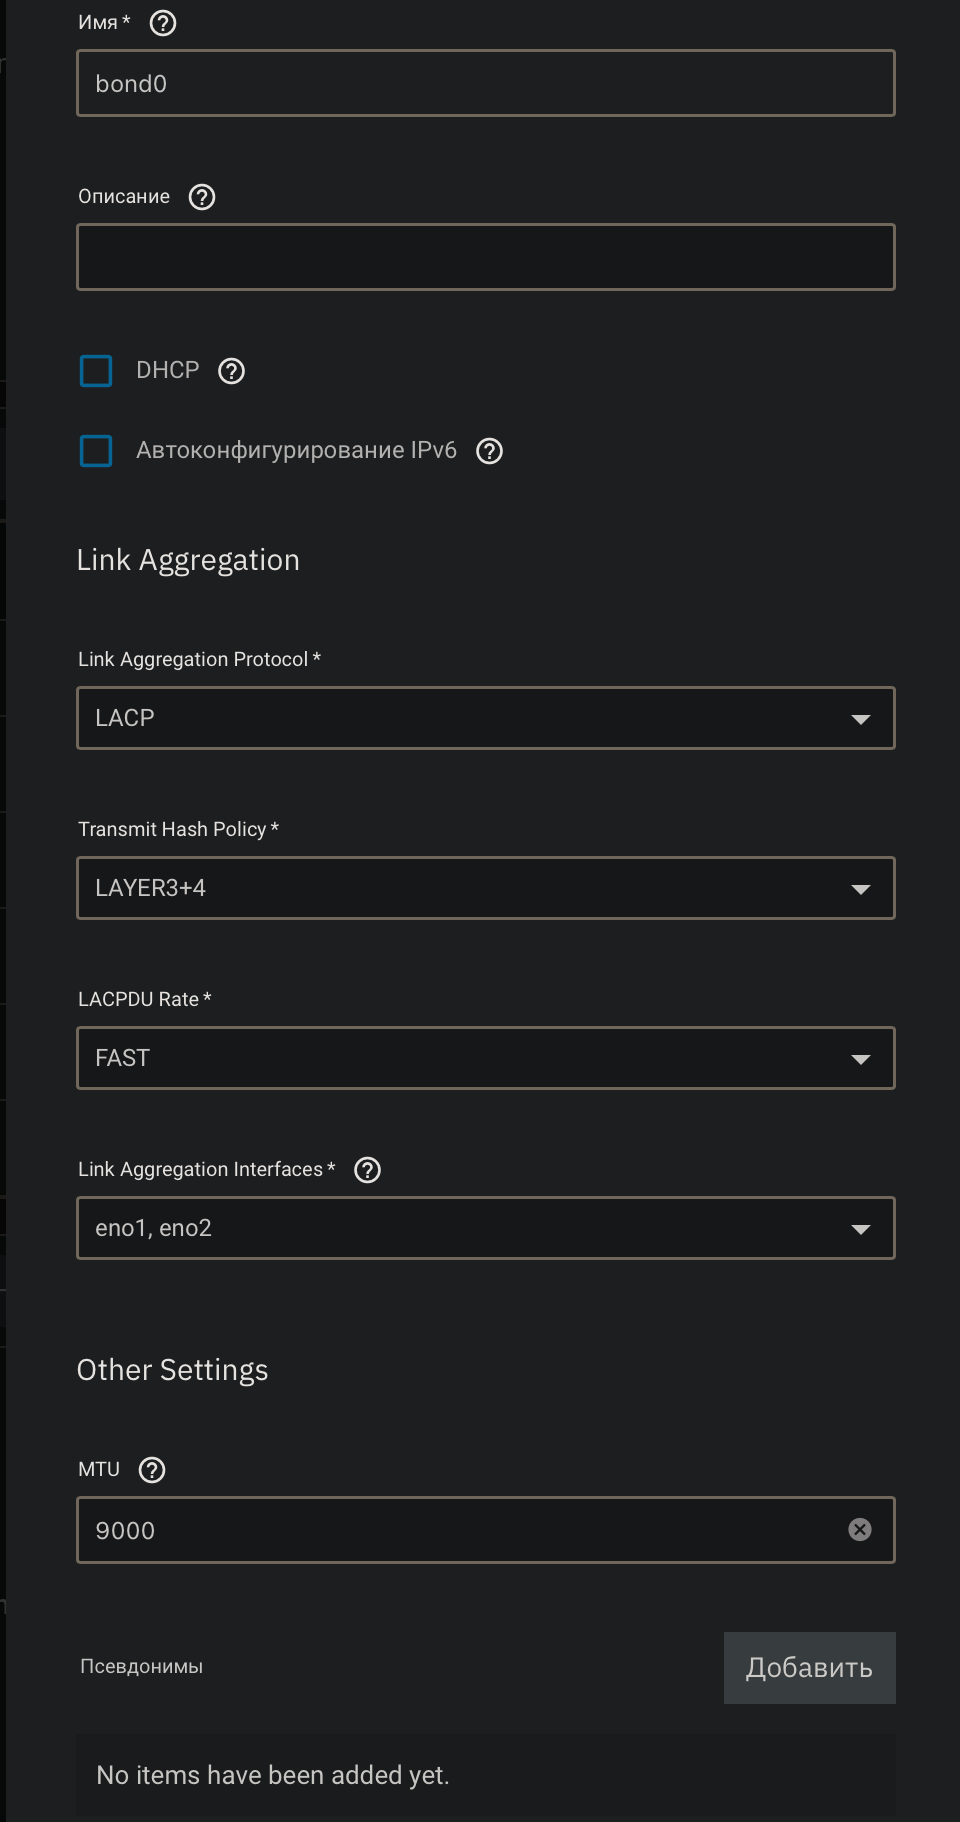 Имя *
bond0
Описание
DHCP
Автоконфигурирование IPv6
Link Aggregation
Link Aggregation Protocol *
LACP
Transmit Hash Policy *
LAYER3+4
LACPDU Rate *
FAST
Link Aggregation Interfaces *
eno1, eno2
Other Settings
MTU
9000
Псевдонимы
Добавить
No items have been added yet.